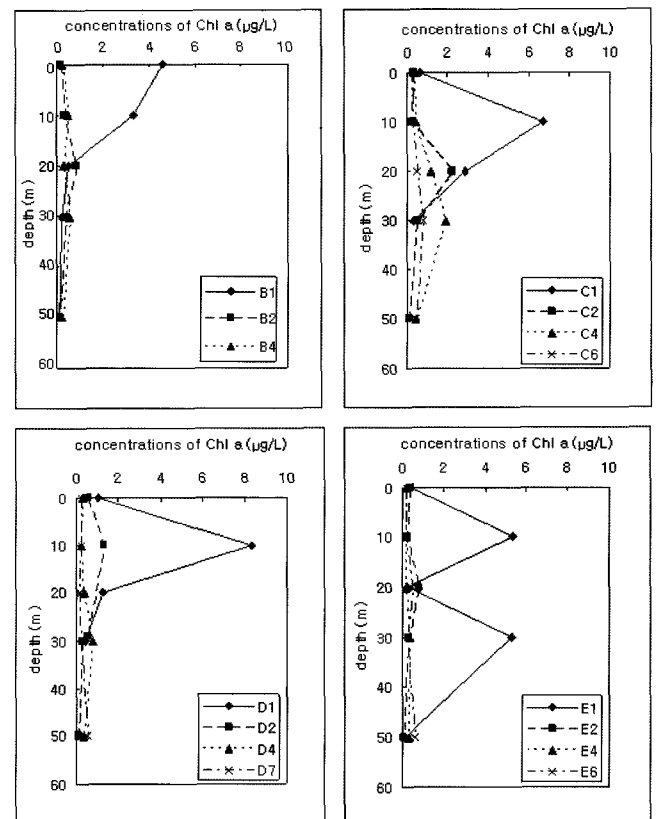 concentrations of Chl a (μg/L)
0 2 4 6 8 10
0
10
20
30
40
50
60
depth (m)
B1
B2
B4
concentrations of Chl a (μg/L)
0 2 4 6 8 10
0
10
20
30
40
50
60
depth (m)
C1
C2
C4
C6
concentrations of Chl a (μg/L)
0 2 4 6 8 10
0
10
20
30
40
50
60
depth (m)
D1
D2
D4
D7
concentrations of Chl a (μg/L)
0 2 4 6 8 10
0
10
20
30
40
50
60
depth (m)
E1
E2
E4
E6